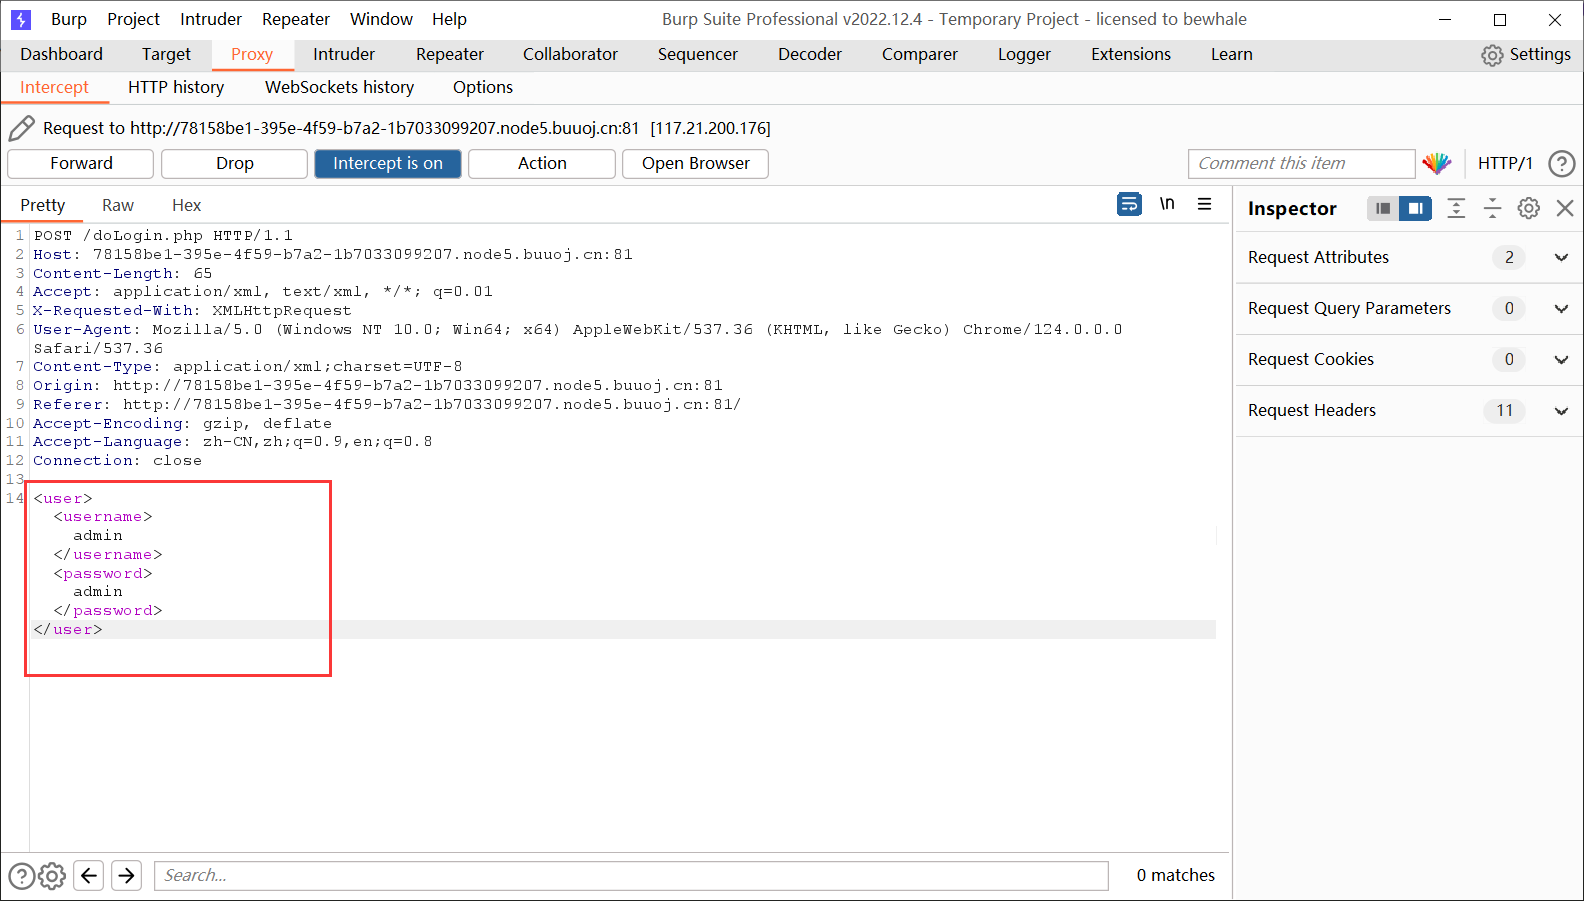 Burp Project Intruder Repeater Window Help Burp Suite Professional v2022.12.4 - Temporary Project - licensed to bewhale
Dashboard Target Proxy Intruder Repeater Collaborator Sequencer Decoder Comparer Logger Extensions Learn Settings
Intercept HTTP history WebSockets history Options
Request to http://78158be1-395e-4f59-b7a2-1b7033099207.node5.buuoj.cn:81 [117.21.200.176]
Forward Drop Intercept is on Action Open Browser Comment this item HTTP/1 ?
Pretty Raw Hex \n
1 POST /doLogin.php HTTP/1.1
2 Host: 78158be1-395e-4f59-b7a2-1b7033099207.node5.buuoj.cn:81
3 Content-Length: 65
4 Accept: application/xml, text/xml, */*; q=0.01
5 X-Requested-With: XMLHttpRequest
6 User-Agent: Mozilla/5.0 (Windows NT 10.0; Win64; x64) AppleWebKit/537.36 (KHTML, like Gecko) Chrome/124.0.0.0
Safari/537.36
7 Content-Type: application/xml;charset=UTF-8
8 Origin: http://78158be1-395e-4f59-b7a2-1b7033099207.node5.buuoj.cn:81
9 Referer: http://78158be1-395e-4f59-b7a2-1b7033099207.node5.buuoj.cn:81/
10 Accept-Encoding: gzip, deflate
11 Accept-Language: zh-CN,zh;q=0.9,en;q=0.8
12 Connection: close
13
14 <user>
<username>
admin
</username>
<password>
admin
</password>
</user>
Inspector
Request Attributes 2
Request Query Parameters 0
Request Cookies 0
Request Headers 11
? Search... 0 matches